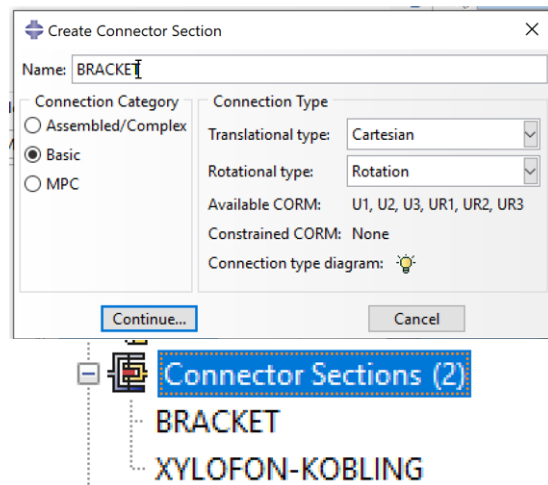 Create Connector Section
Name: BRACKET
Connection Category
Assembled/Complex
Basic
MPC
Connection Type
Translational type: Cartesian
Rotational type: Rotation
Available CORM: U1, U2, U3, UR1, UR2, UR3
Constrained CORM: None
Connection type diagram:
Continue... Cancel
Connector Sections (2)
BRACKET
XYLOFON-KOBLING